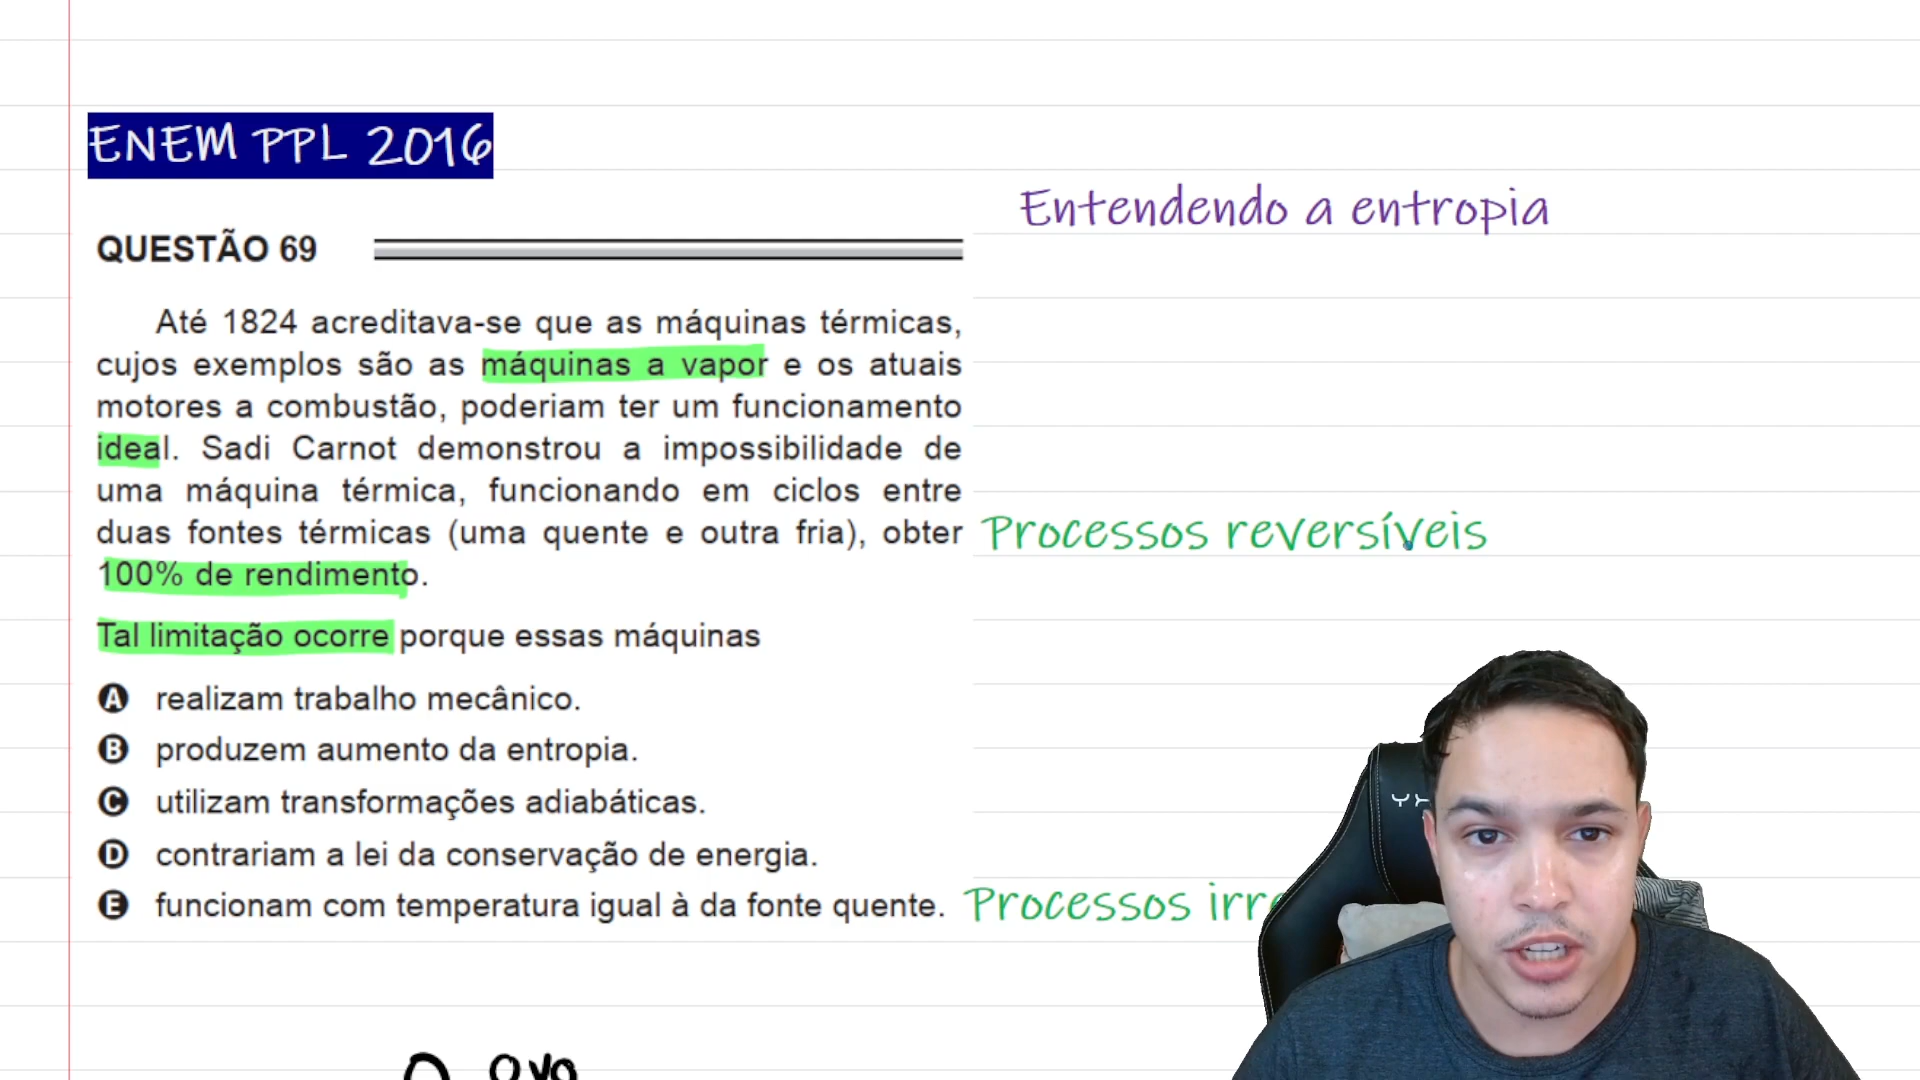 ENEM PPL 2016
QUESTÃO 69
Até 1824 acreditava-se que as máquinas térmicas,
cujos exemplos são as máquinas a vapor e os atuais
motores a combustão, poderiam ter um funcionamento
ideal. Sadi Carnot demonstrou a impossibilidade de
uma máquina térmica, funcionando em ciclos entre
duas fontes térmicas (uma quente e outra fria), obter
100% de rendimento.
Tal limitação ocorre porque essas máquinas
A realizam trabalho mecânico.
B produzem aumento da entropia.
C utilizam transformações adiabáticas.
D contrariam a lei da conservação de energia.
E funcionam com temperatura igual à da fonte quente.
Entendendo a entropia
Processos reversíveis
Processos